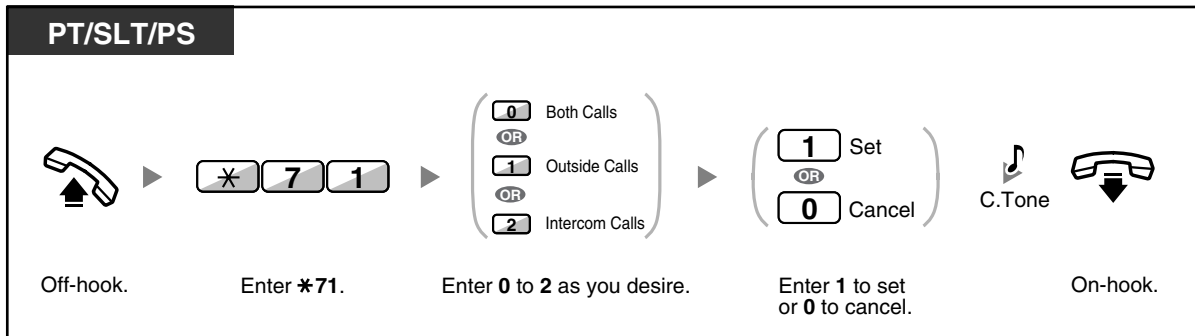 PT/SLT/PS
0 Both Calls
OR
1 Outside Calls
OR
2 Intercom Calls
* 7 1
1 Set
OR
0 Cancel
C.Tone
Off-hook.
Enter *71.
Enter 0 to 2 as you desire.
Enter 1 to set
or 0 to cancel.
On-hook.